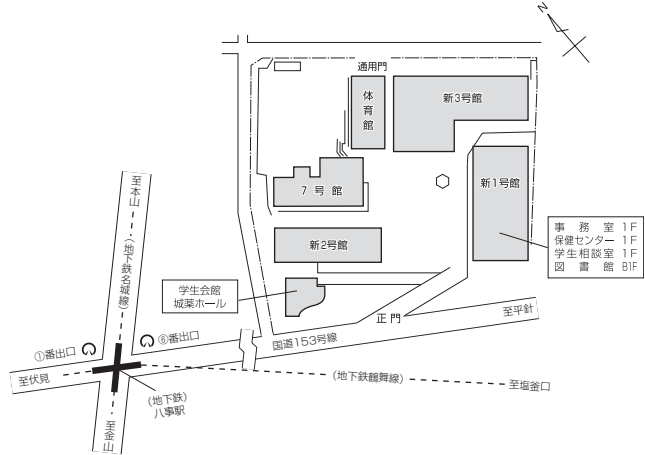 N
通用門
体育館
新3号館
新1号館
7号館
新2号館
事務室 1F
保健センター 1F
学生相談室 1F
図書館 B1F
学生会館
城薬ホール
正門
至平針
国道153号線
至本山
(地下鉄名城線)
①番出口
⑥番出口
至伏見
(地下鉄)
八事駅
(地下鉄鶴舞線)
至塩釜口
至金山